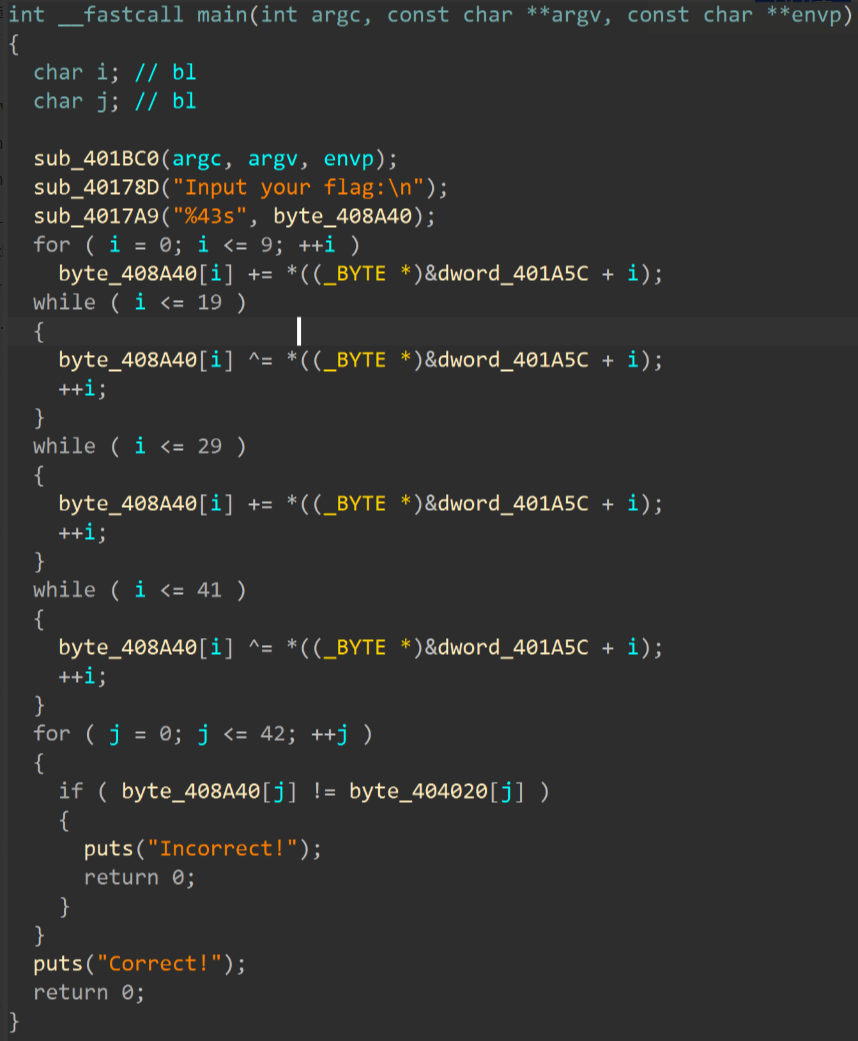 int __fastcall main(int argc, const char **argv, const char **envp)
{
  char i; // bl
  char j; // bl

  sub_401BC0(argc, argv, envp);
  sub_40178D("Input your flag:\n");
  sub_4017A9("%43s", byte_408A40);
  for ( i = 0; i <= 9; ++i )
    byte_408A40[i] += *((_BYTE *)&dword_401A5C + i);
  while ( i <= 19 )
  {
    byte_408A40[i] ^= *((_BYTE *)&dword_401A5C + i);
    ++i;
  }
  while ( i <= 29 )
  {
    byte_408A40[i] += *((_BYTE *)&dword_401A5C + i);
    ++i;
  }
  while ( i <= 41 )
  {
    byte_408A40[i] ^= *((_BYTE *)&dword_401A5C + i);
    ++i;
  }
  for ( j = 0; j <= 42; ++j )
  {
    if ( byte_408A40[j] != byte_404020[j] )
    {
      puts("Incorrect!");
      return 0;
    }
  }
  puts("Correct!");
  return 0;
}